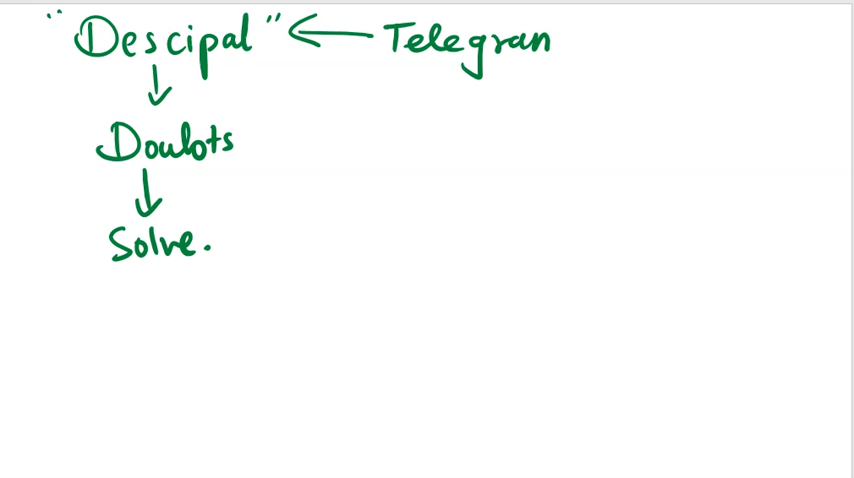 "Descipal" ← Telegran
↓
Doubts
↓
Solve.